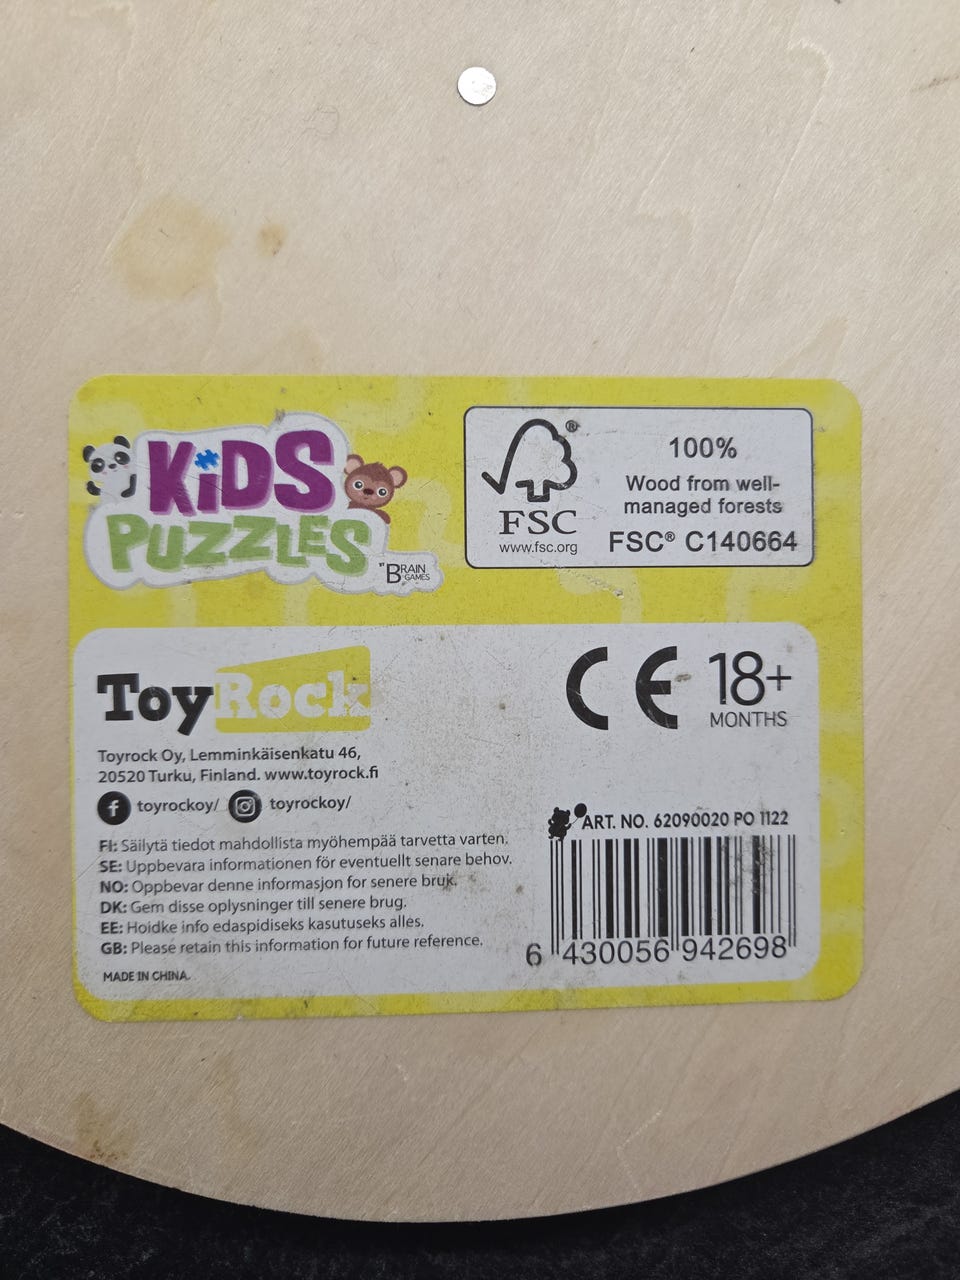 KiDS
PUZZLES
BY BRAIN GAMES
®
FSC
www.fsc.org
100%
Wood from well-
managed forests
FSC® C140664
ToyRock
CE 18+
MONTHS
Toyrock Oy, Lemminkäisenkatu 46,
20520 Turku, Finland. www.toyrock.fi
f toyrockoy/ toyrockoy/
FI: Säilytä tiedot mahdollista myöhempää tarvetta varten.
SE: Uppbevara informationen för eventuellt senare behov.
NO: Oppbevar denne informasjon for senere bruk.
DK: Gem disse oplysninger till senere brug.
EE: Hoidke info edaspidiseks kasutuseks alles.
GB: Please retain this information for future reference.
MADE IN CHINA.
ART. NO. 62090020 PO 1122
6 430056 942698